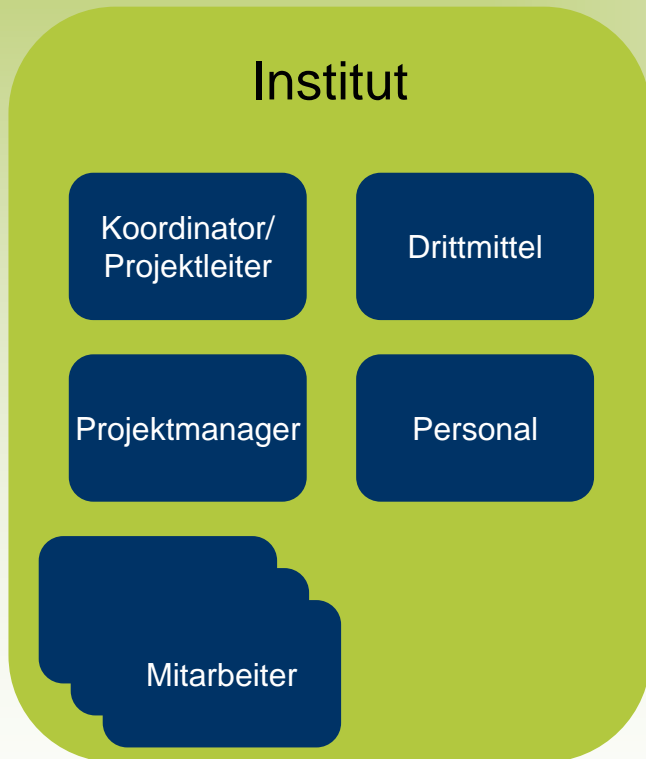 Institut
Koordinator/
Projektleiter
Drittmittel
Projektmanager
Personal
Mitarbeiter